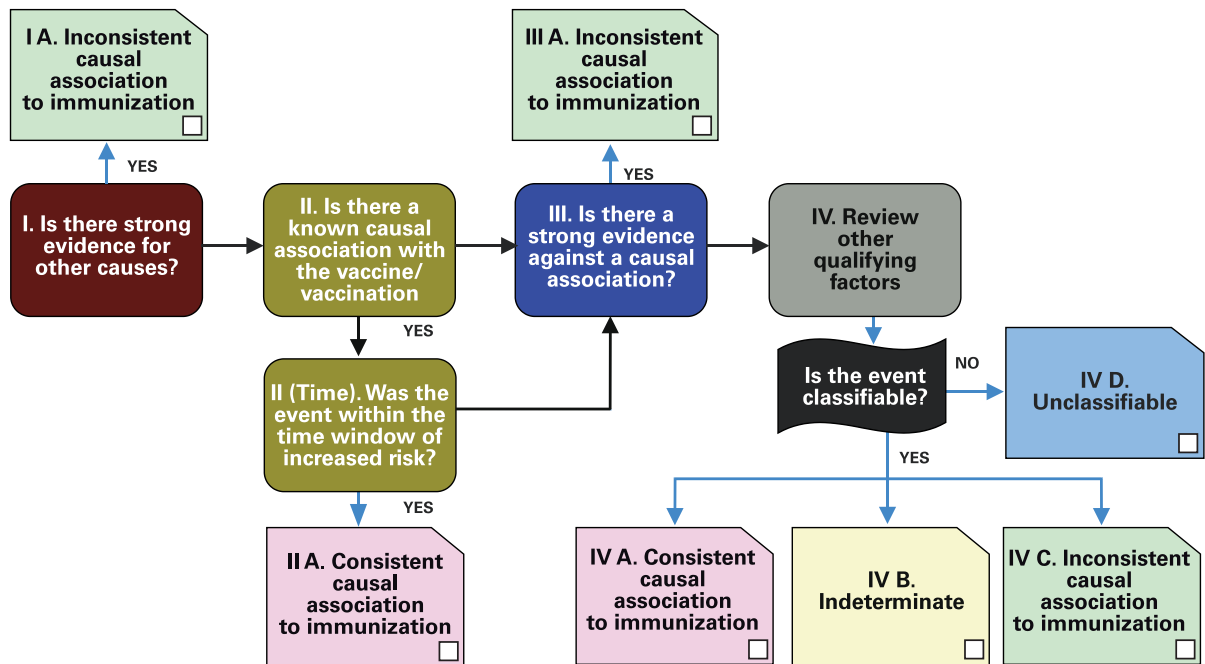 I A. Inconsistent
causal
association
to immunization
III A. Inconsistent
causal
association
to immunization
YES
YES
I. Is there strong
evidence for
other causes?
II. Is there a
known causal
association with
the vaccine/
vaccination
III. Is there a
strong evidence
against a causal
association?
IV. Review
other
qualifying
factors
YES
II (Time). Was the
event within the
time window of
increased risk?
Is the event
classifiable?
NO
IV D.
Unclassifiable
YES
YES
II A. Consistent
causal
association
to immunization
IV A. Consistent
causal
association
to immunization
IV B.
Indeterminate
IV C. Inconsistent
causal
association
to immunization